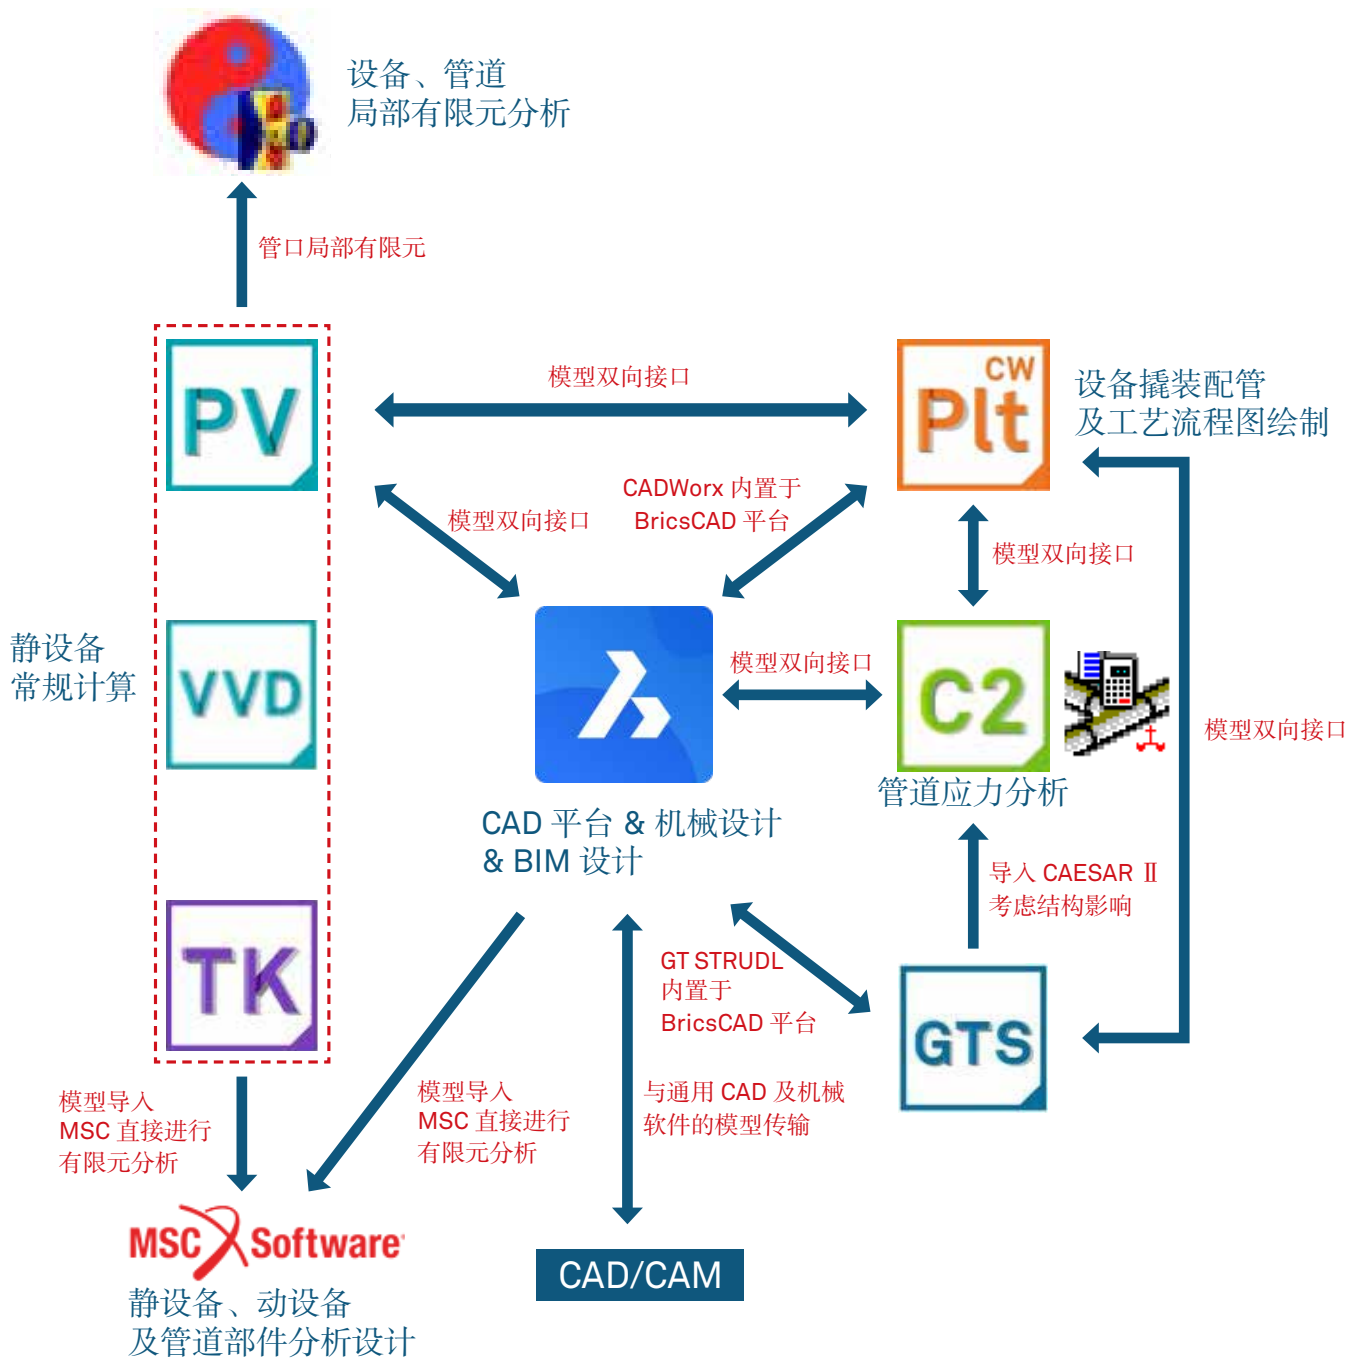 设备、管道
局部有限元分析
管口局部有限元
PV
模型双向接口
CW
Plt
设备撬装配管
及工艺流程图绘制
模型双向接口
CADWorx 内置于
BricsCAD 平台
模型双向接口
静设备
常规计算
VVD
模型双向接口
C2
管道应力分析
模型双向接口
CAD 平台 & 机械设计
& BIM 设计
导入 CAESAR Ⅱ
考虑结构影响
TK
GT STRUDL
内置于
BricsCAD 平台
GTS
模型导入
MSC 直接进行
有限元分析
模型导入
MSC 直接进行
有限元分析
与通用 CAD 及机械
软件的模型传输
MSC Software
静设备、动设备
及管道部件分析设计
CAD/CAM